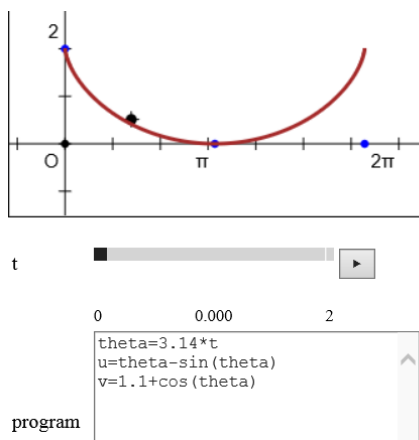 2
O π 2π
t ▶
0 0.000 2
theta=3.14*t
u=theta-sin(theta)
v=1.1+cos(theta)
program